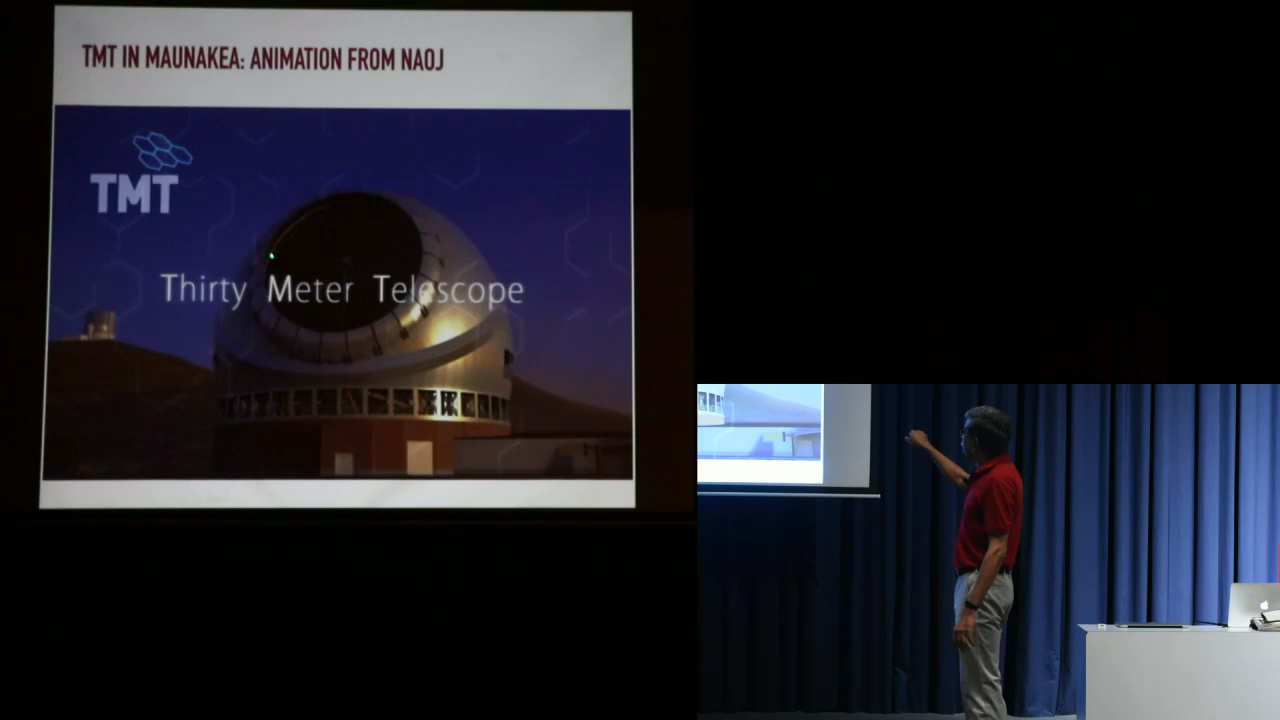 TMT IN MAUNAKEA: ANIMATION FROM NAOJ
TMT
Thirty Meter Telescope